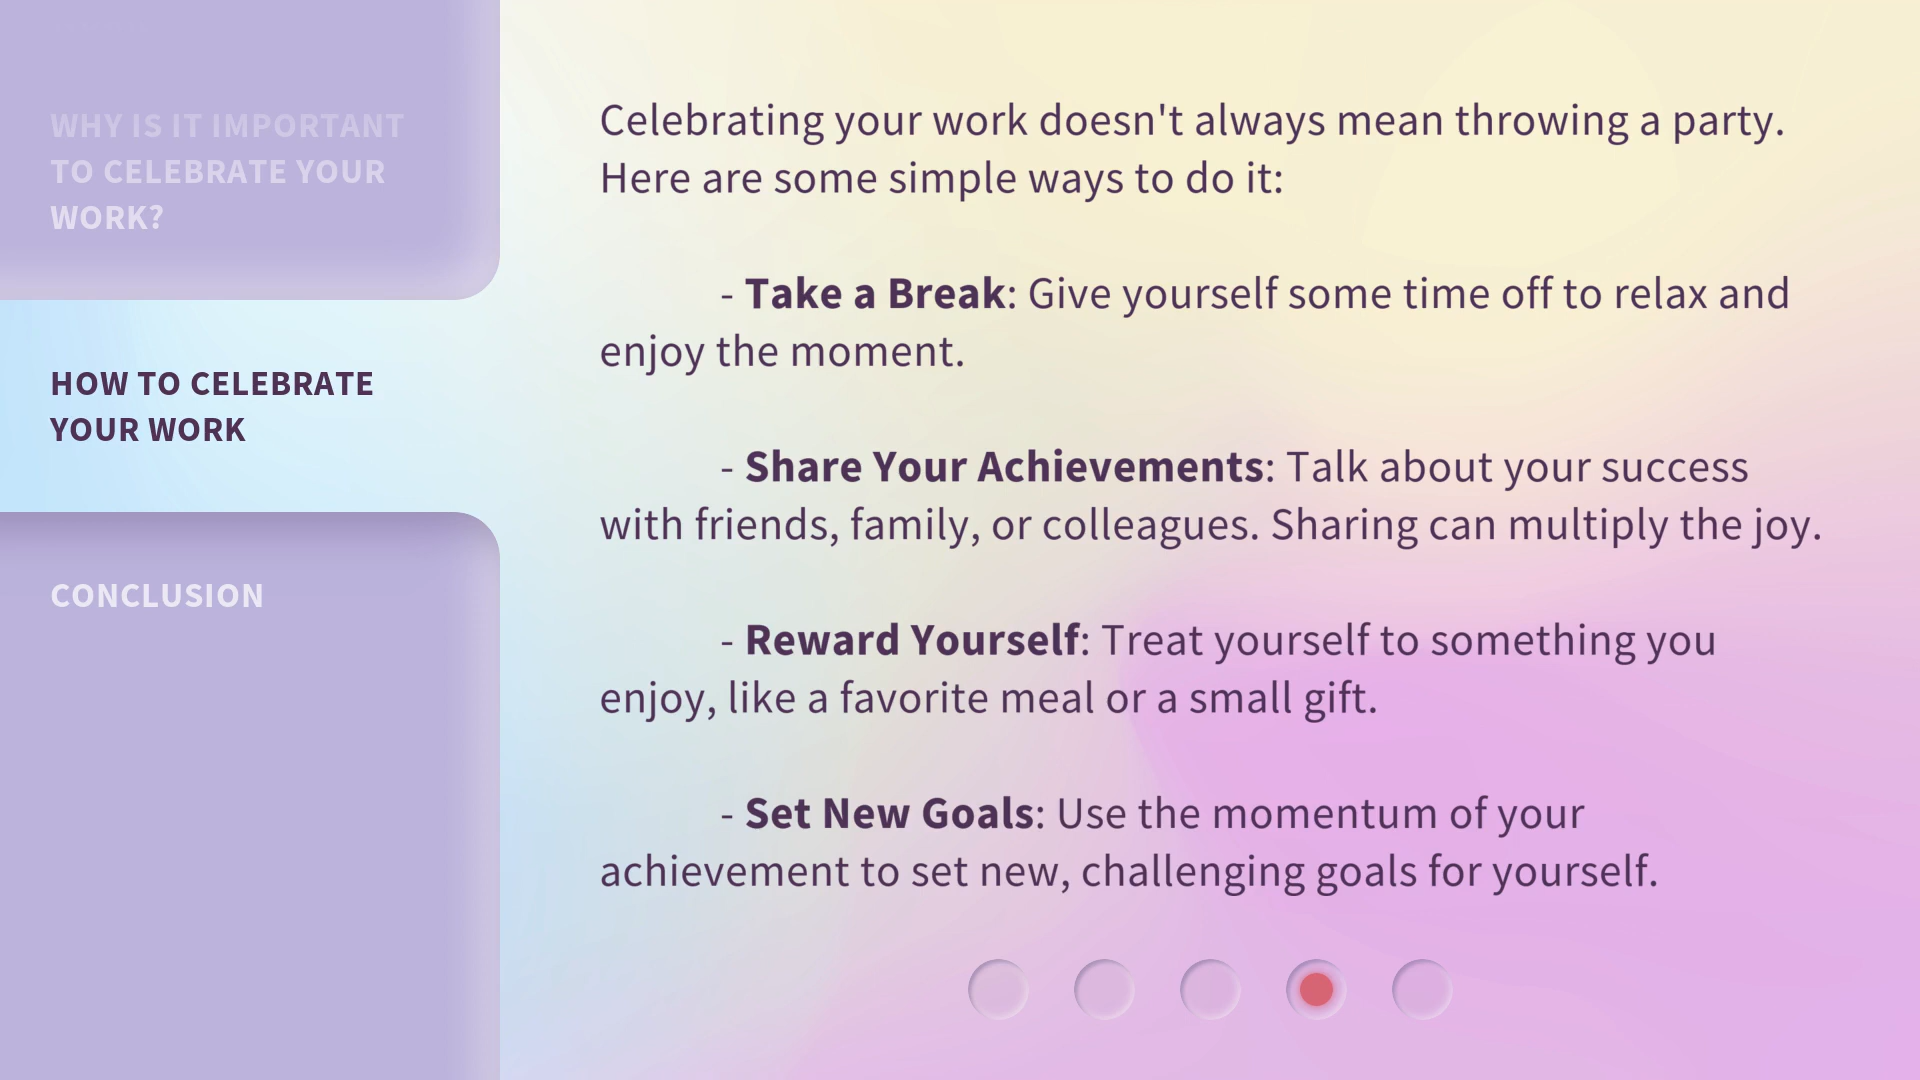 WHY IS IT IMPORTANT
TO CELEBRATE YOUR
WORK?
HOW TO CELEBRATE
YOUR WORK
CONCLUSION
Celebrating your work doesn't always mean throwing a party.
Here are some simple ways to do it:
- Take a Break: Give yourself some time off to relax and
enjoy the moment.
- Share Your Achievements: Talk about your success
with friends, family, or colleagues. Sharing can multiply the joy.
- Reward Yourself: Treat yourself to something you
enjoy, like a favorite meal or a small gift.
- Set New Goals: Use the momentum of your
achievement to set new, challenging goals for yourself.